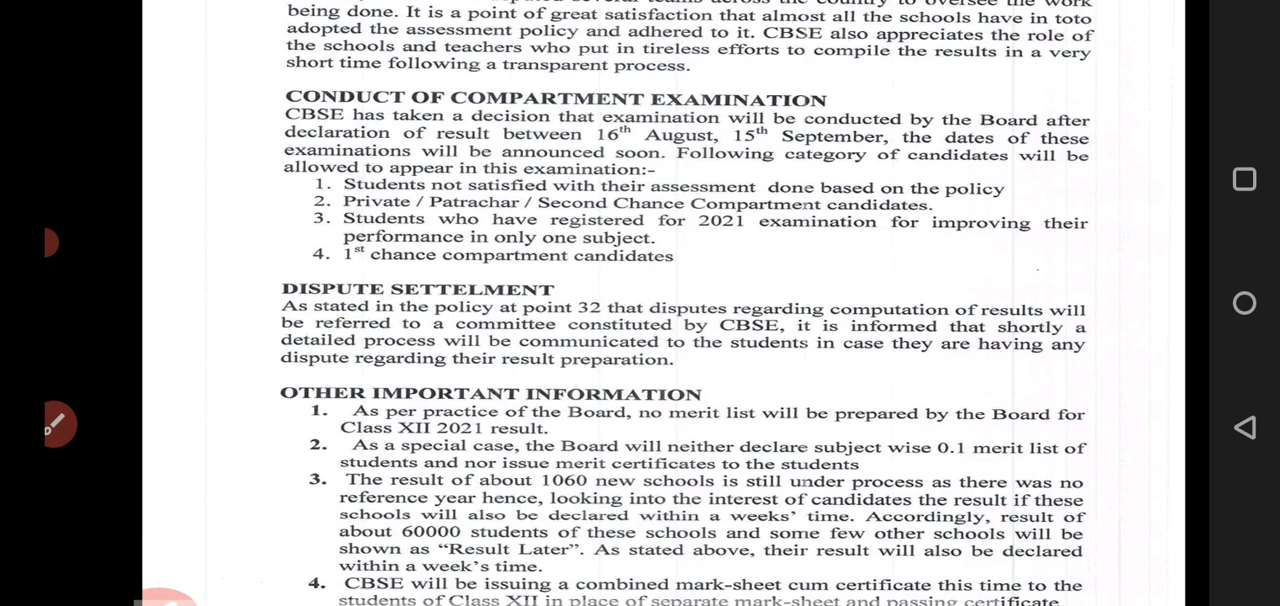 being done. It is a point of great satisfaction that almost all the schools have in toto
adopted the assessment policy and adhered to it. CBSE also appreciates the role of
the schools and teachers who put in tireless efforts to compile the results in a very
short time following a transparent process.
CONDUCT OF COMPARTMENT EXAMINATION
CBSE has taken a decision that examination will be conducted by the Board after
declaration of result between 16th August, 15th September, the dates of these
examinations will be announced soon. Following category of candidates will be
allowed to appear in this examination:-
1. Students not satisfied with their assessment done based on the policy
2. Private / Patrachar / Second Chance Compartment candidates.
3. Students who have registered for 2021 examination for improving their
performance in only one subject.
4. 1st chance compartment candidates
DISPUTE SETTELMENT
As stated in the policy at point 32 that disputes regarding computation of results will
be referred to a committee constituted by CBSE, it is informed that shortly a
detailed process will be communicated to the students in case they are having any
dispute regarding their result preparation.
OTHER IMPORTANT INFORMATION
1. As per practice of the Board, no merit list will be prepared by the Board for
Class XII 2021 result.
2. As a special case, the Board will neither declare subject wise 0.1 merit list of
students and nor issue merit certificates to the students
3. The result of about 1060 new schools is still under process as there was no
reference year hence, looking into the interest of candidates the result if these
schools will also be declared within a weeks' time. Accordingly, result of
about 60000 students of these schools and some few other schools will be
shown as “Result Later”. As stated above, their result will also be declared
within a week's time.
4. CBSE will be issuing a combined mark-sheet cum certificate this time to the
students of Class XII in place of separate mark-sheet and passing certificate